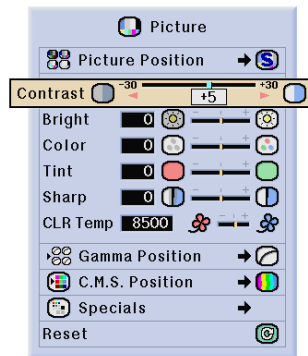 Picture
Picture Position S
Contrast -30 +5 +30
Bright 0
Color 0
Tint 0
Sharp 0
CLR Temp 8500
Gamma Position
C.M.S. Position
Specials
Reset